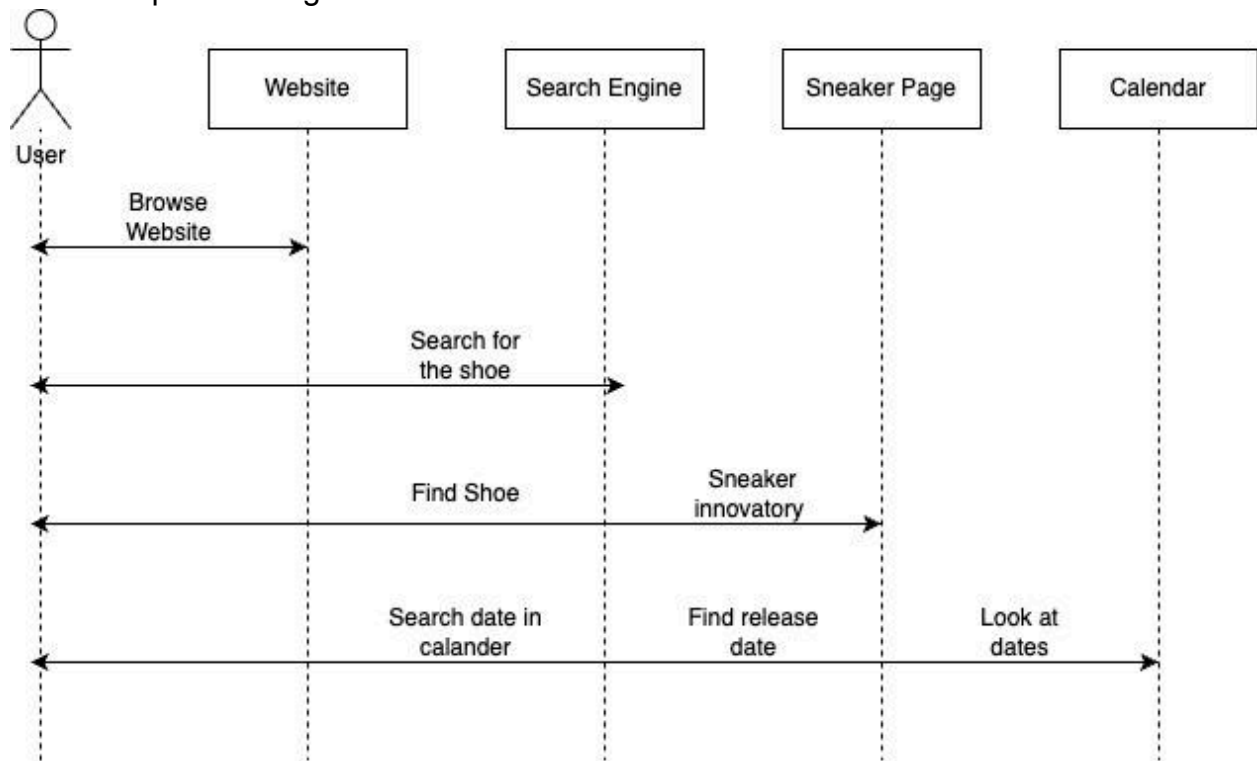 Website
Search Engine
Sneaker Page
Calendar
User
Browse
Website
Search for
the shoe
Find Shoe
Sneaker
innovatory
Search date in
calander
Find release
date
Look at
dates